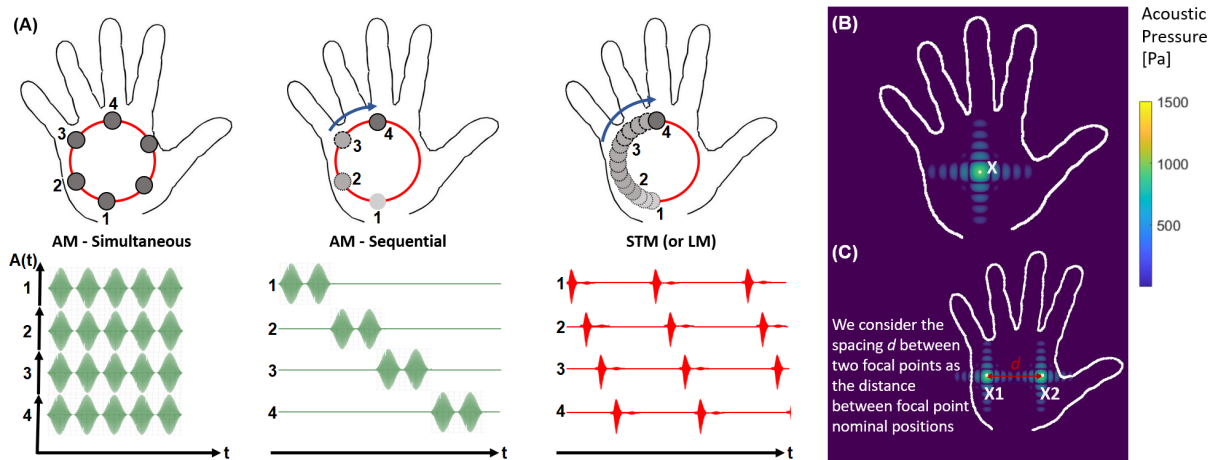 (A)
4
3
2
1
4
3
2
1
4
3
2
1
AM - Simultaneous
AM - Sequential
STM (or LM)
A(t)
1
2
3
4
t
1
2
3
4
t
1
2
3
4
t
(B)
X
Acoustic
Pressure
[Pa]
1500
1000
500
(C)
We consider the
spacing d between
two focal points as
the distance
between focal point
nominal positions
d
X1
X2